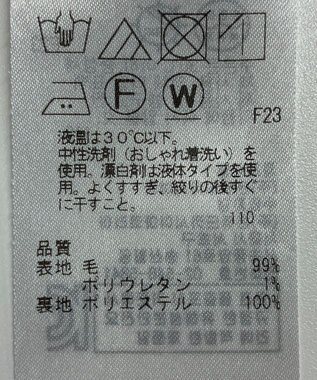 F
W
F23
液温は30℃以下。
中性洗剤（おしゃれ着洗い）を
使用。漂白剤は液体タイプを使
用。よくすすぎ、絞りの後すぐ
に干すこと。
110
品質
表地 毛 99%
ポリウレタン 1%
裏地 ポリエステル 100%